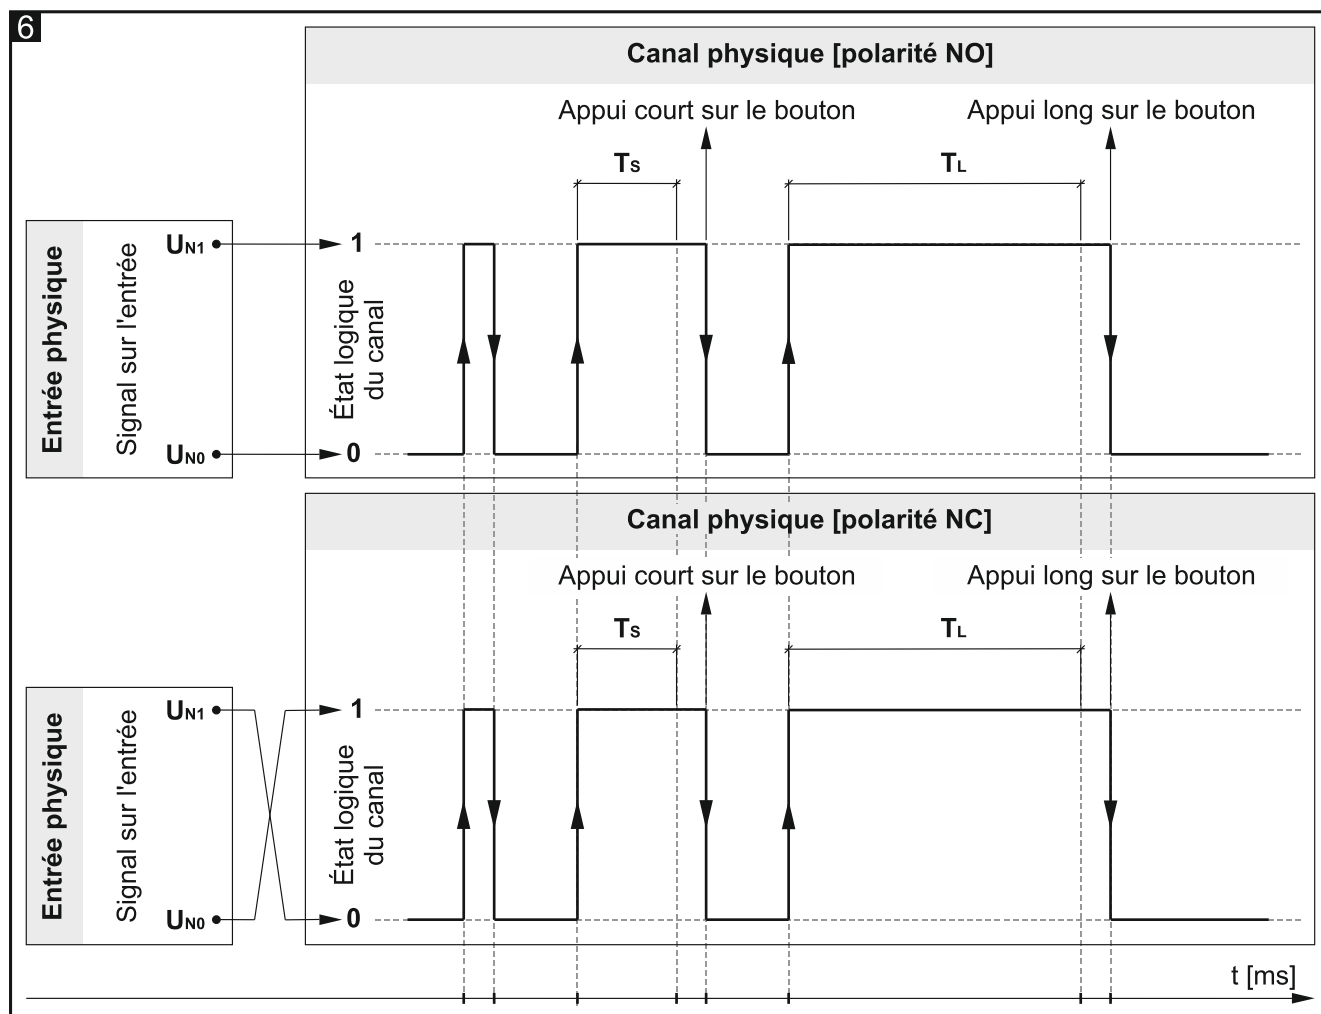 6
Canal physique [polarité NO]
Appui court sur le bouton
Appui long sur le bouton
TS
TL
Entrée physique
Signal sur l'entrée
UN1
UN0
1
0
État logique
du canal
Canal physique [polarité NC]
Appui court sur le bouton
Appui long sur le bouton
TS
TL
Entrée physique
Signal sur l'entrée
UN1
UN0
1
0
État logique
du canal
t [ms]